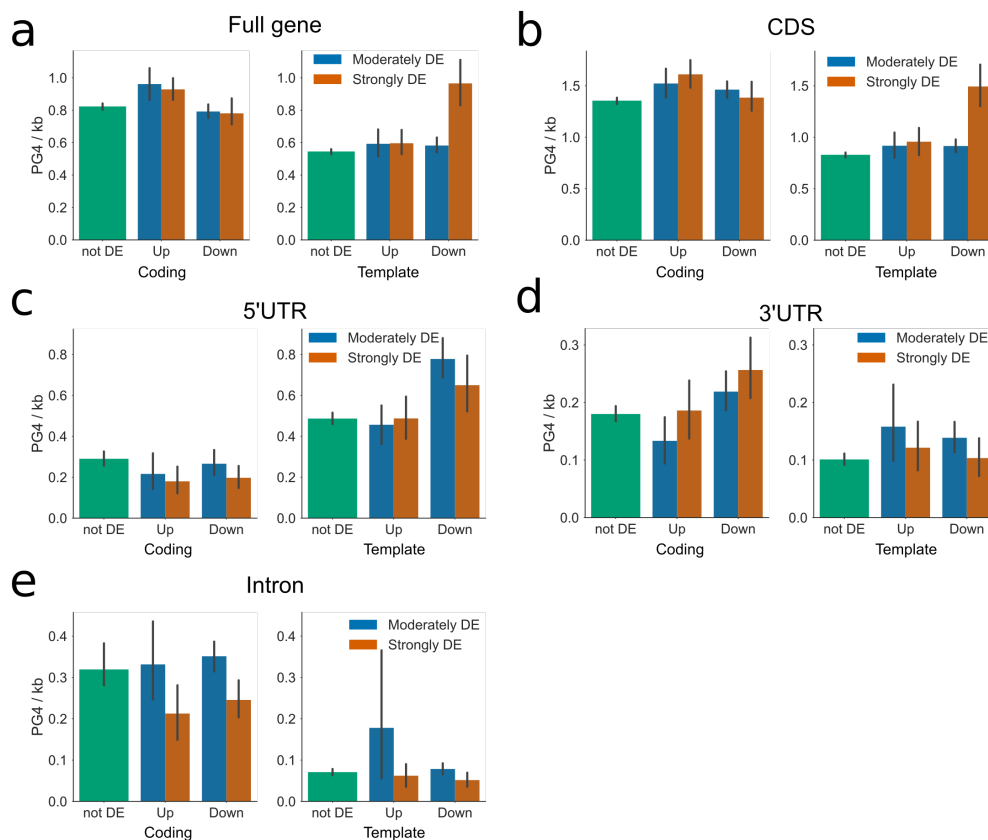 a
Full gene
PG4 / kb
1.0
0.8
0.6
0.4
0.2
0.0
not DE
Up
Down
Coding
Moderately DE
Strongly DE
1.0
0.8
0.6
0.4
0.2
0.0
not DE
Up
Down
Template
b
CDS
PG4 / kb
1.5
1.0
1.5
0.0
not DE
Up
Down
Coding
Moderately DE
Strongly DE
1.5
1.0
1.5
0.0
not DE
Up
Down
Template
c
5'UTR
PG4 / kb
0.8
0.6
0.4
0.2
0.0
not DE
Up
Down
Coding
Moderately DE
Strongly DE
0.8
0.6
0.4
0.2
0.0
not DE
Up
Down
Template
d
3'UTR
PG4 / kb
0.3
0.2
0.1
0.0
not DE
Up
Down
Coding
Moderately DE
Strongly DE
0.3
0.2
0.1
0.0
not DE
Up
Down
Template
e
Intron
PG4 / kb
0.4
0.3
0.2
0.1
0.0
not DE
Up
Down
Coding
Moderately DE
Strongly DE
0.4
0.3
0.2
0.1
0.0
not DE
Up
Down
Template